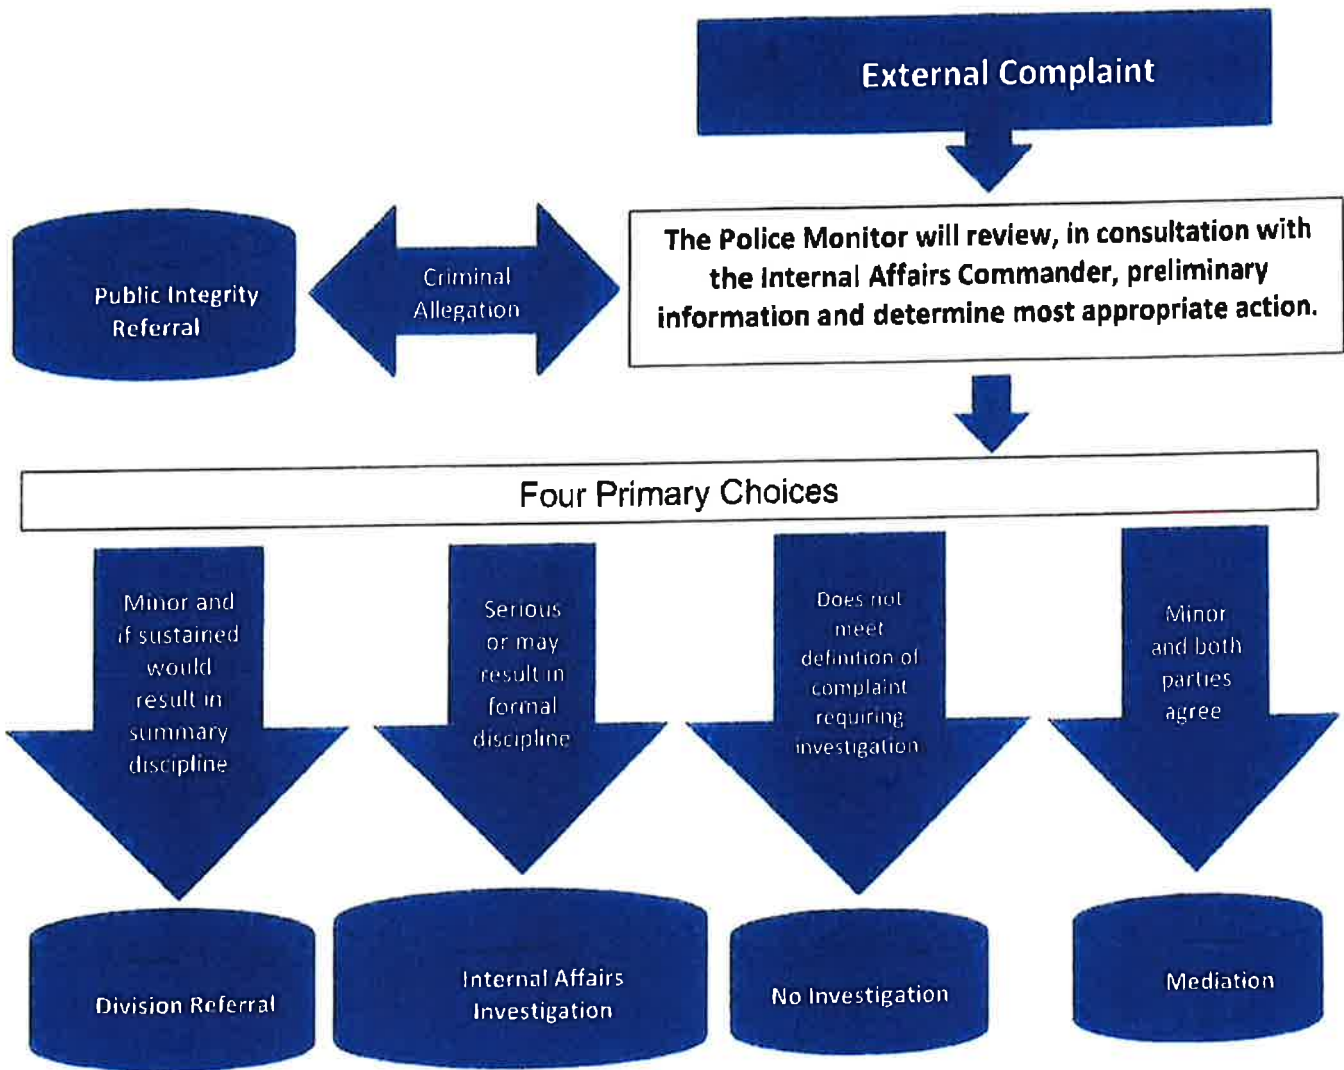 External Complaint
The Police Monitor will review, in consultation with
the Internal Affairs Commander, preliminary
information and determine most appropriate action.
Criminal
Allegation
Public Integrity
Referral
Four Primary Choices
Minor and
if sustained
would
result in
summary
discipline
Serious
or may
result in
formal
discipline
Does not
meet
definition of
complaint
requiring
investigation
Minor
and both
parties
agree
Division Referral
Internal Affairs
Investigation
No Investigation
Mediation